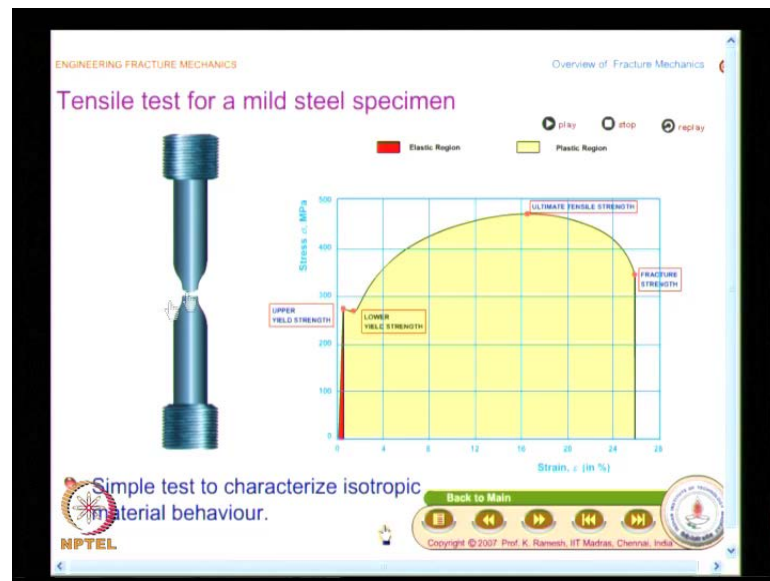 ENGINEERING FRACTURE MECHANICS
Overview of Fracture Mechanics
Tensile test for a mild steel specimen
play
stop
replay
Elastic Region
Plastic Region
Stress σ, MPa
500
400
300
200
100
0
ULTIMATE TENSILE STRENGTH
FRACTURE
STRENGTH
UPPER
YIELD STRENGTH
LOWER
YIELD STRENGTH
0 4 8 12 16 20 24 28
Strain, ε (in %)
Simple test to characterize isotropic
material behaviour.
Back to Main
NPTEL
Copyright © 2007 Prof. K. Ramesh, IIT Madras, Chennai, India